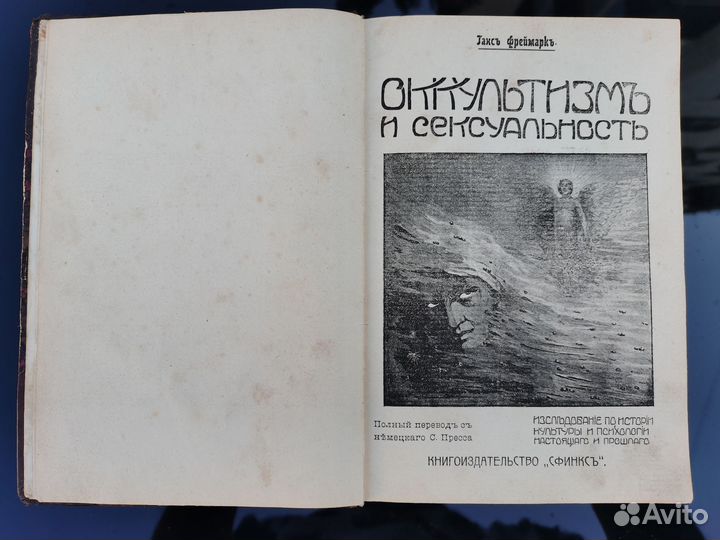 Гансъ Фреймаркъ.
ОККУЛЬТИЗМЪ
И СЕКСУАЛЬНОСТЬ
Полный переводъ съ
нѣмецкаго С. Пресса
ИЗСЛѢДОВАНІЕ ПО ИСТОРІИ
КУЛЬТУРЫ И ПСИХОЛОГІИ
НАСТОЯЩАГО И ПРОШЛАГО
КНИГОИЗДАТЕЛЬСТВО „СФИНКСЪ“.
Avito